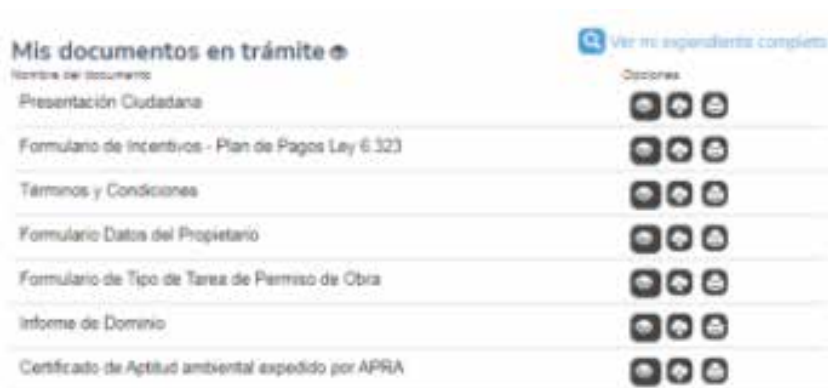 Mis documentos en trámite
Ver mi expendiente completo
Nombre del documento
Opciones
Presentación Ciudadana
Formulario de Incentivos - Plan de Pagos Ley 6.323
Términos y Condiciones
Formulario Datos del Propietario
Formulario de Tipo de Tarea de Permiso de Obra
Informe de Dominio
Certificado de Aptitud ambiental expedido por APRA